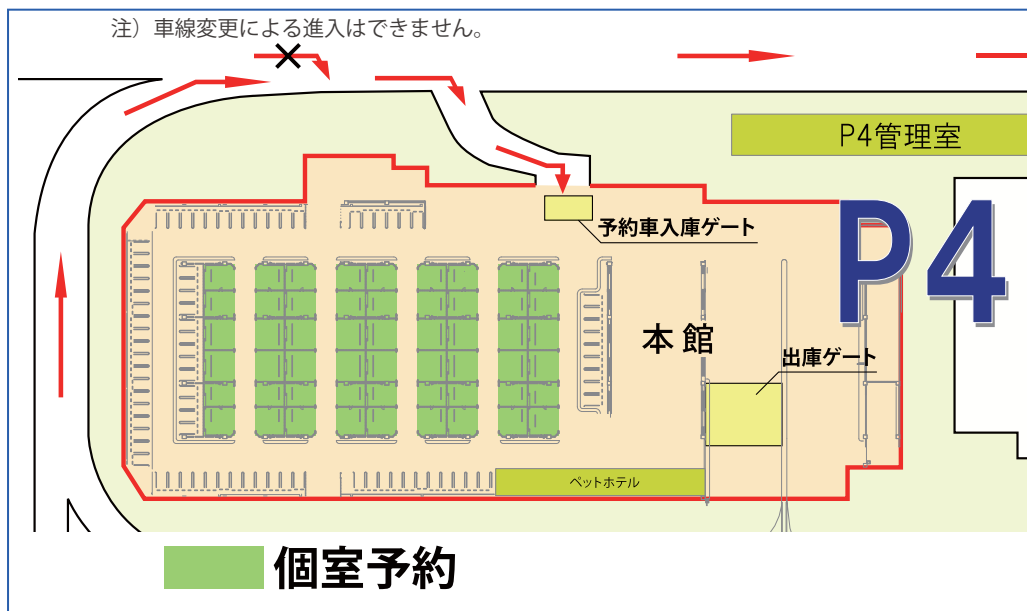 注）車線変更による進入はできません。
P4管理室
予約車入庫ゲート
P4
本館
出庫ゲート
ペットホテル
個室予約